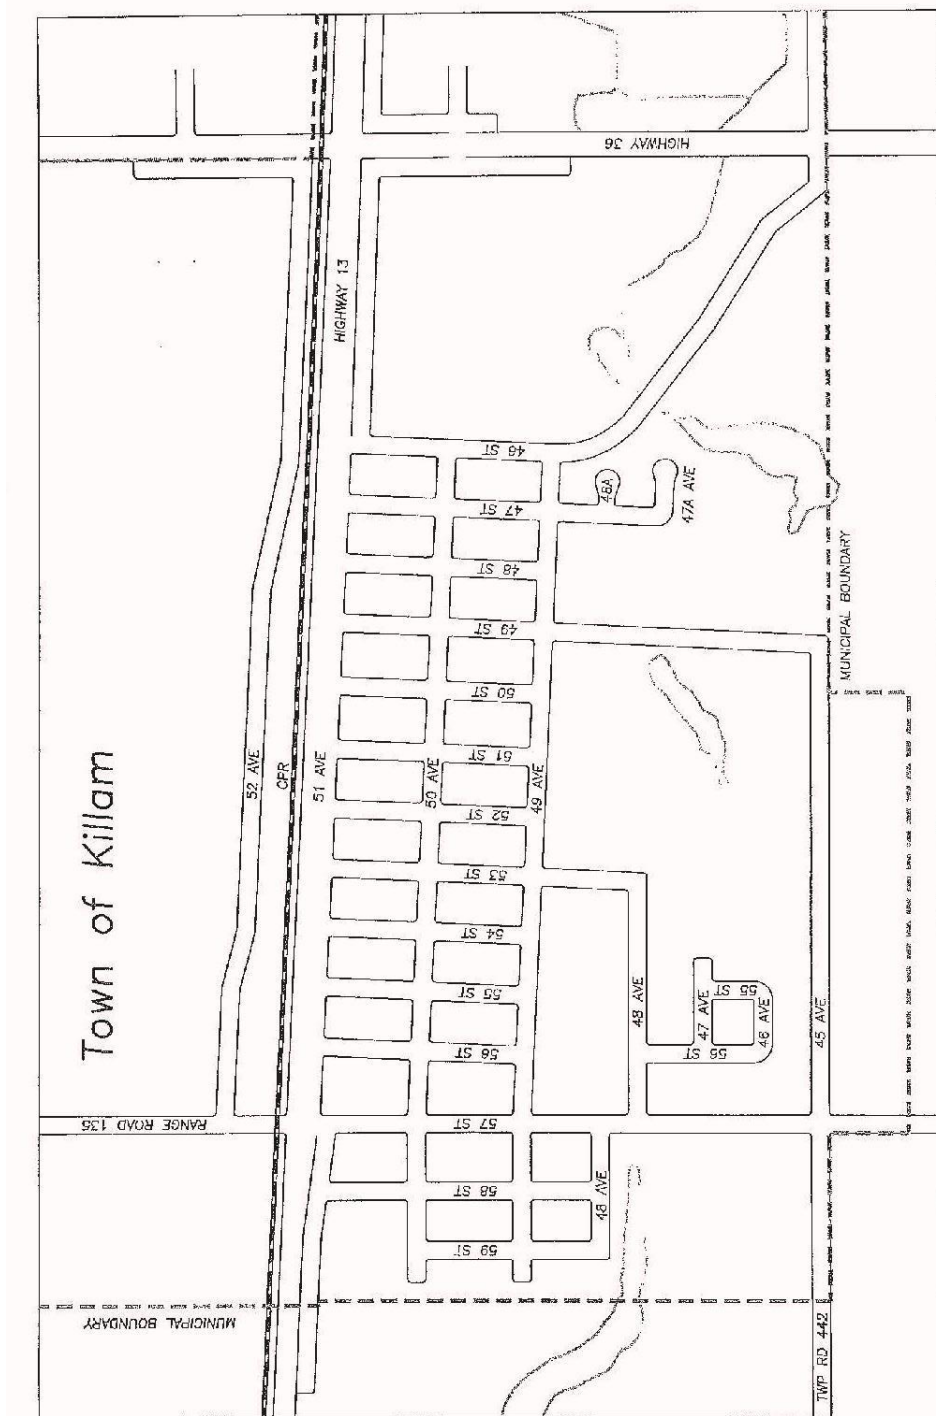 Town of Killam
HIGHWAY 36
HIGHWAY 13
46 ST
48A
47 ST
47A AVE
48 ST
49 ST
MUNICIPAL BOUNDARY
50 ST
51 ST
52 AVE
CPR
51 AVE
50 AVE
49 AVE
52 ST
53 ST
54 ST
55 ST
48 AVE
47 AVE
55 ST
46 AVE
45 AVE
56 ST
56 ST
RANGE ROAD 135
57 ST
58 ST
48 AVE
59 ST
MUNICIPAL BOUNDARY
TWP RD 442